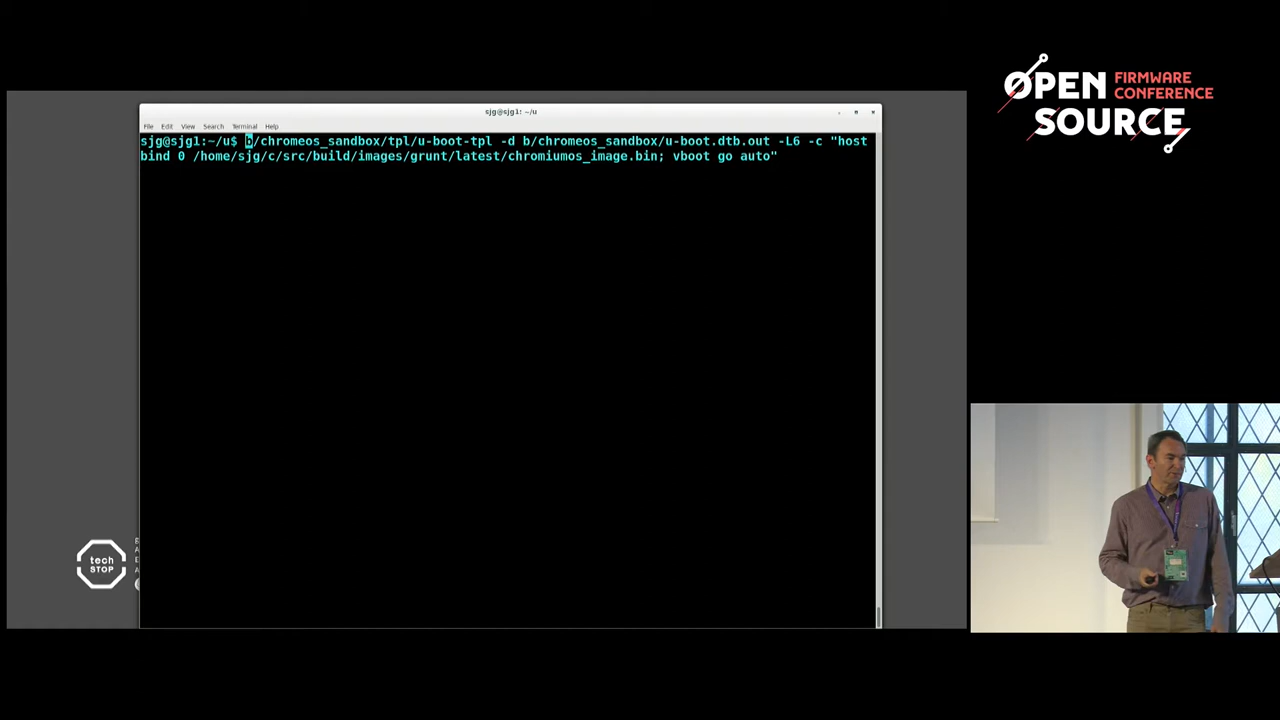 OPEN FIRMWARE
CONFERENCE
SOURCE
sjg@sjg1: ~/u
File Edit View Search Terminal Help
sjg@sjg1:~/u$ b/chromeos_sandbox/tpl/u-boot-tpl -d b/chromeos_sandbox/u-boot.dtb.out -L6 -c "host
bind 0 /home/sjg/c/src/build/images/grunt/latest/chromiumos_image.bin; vboot go auto"
tech
STOP